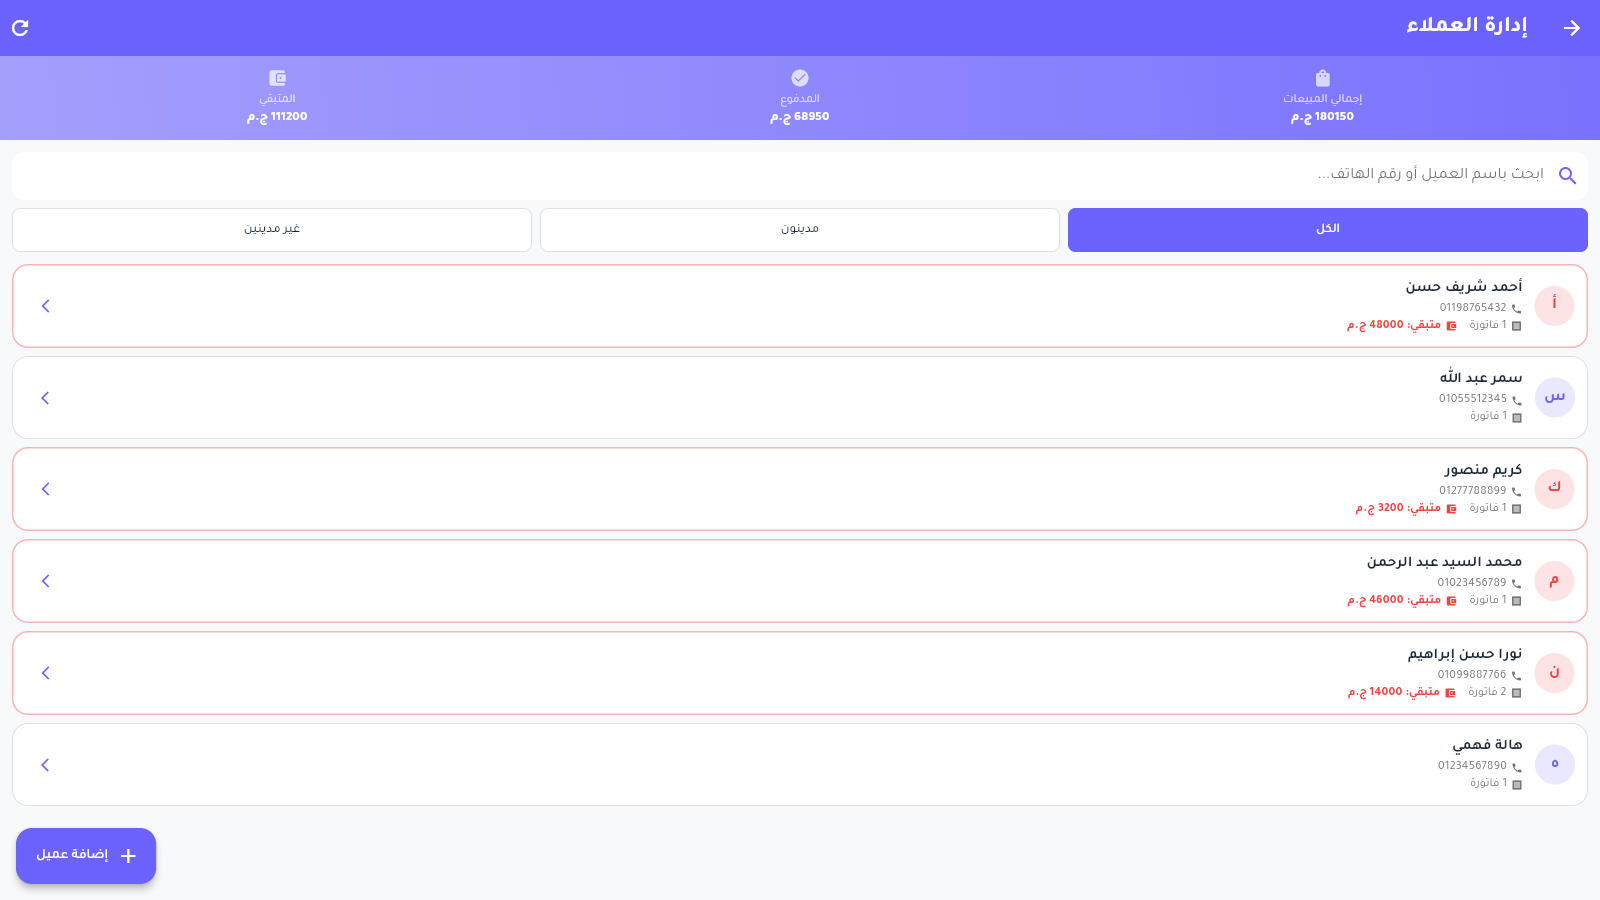 إدارة العملاء
إجمالي المبيعات
180150 ج.م
المدفوع
68950 ج.م
المتبقي
111200 ج.م
ابحث باسم العميل أو رقم الهاتف...
الكل
مدينون
غير مدينين
أ
أحمد شريف حسن
01198765432
1 فاتورة متبقي: 48000 ج.م
س
سمر عبد الله
01055512345
1 فاتورة
ك
كريم منصور
01277788899
1 فاتورة متبقي: 3200 ج.م
م
محمد السيد عبد الرحمن
01023456789
1 فاتورة متبقي: 46000 ج.م
ن
نورا حسن إبراهيم
01099887766
2 فاتورة متبقي: 14000 ج.م
ه
هالة فهمي
01234567890
1 فاتورة
إضافة عميل